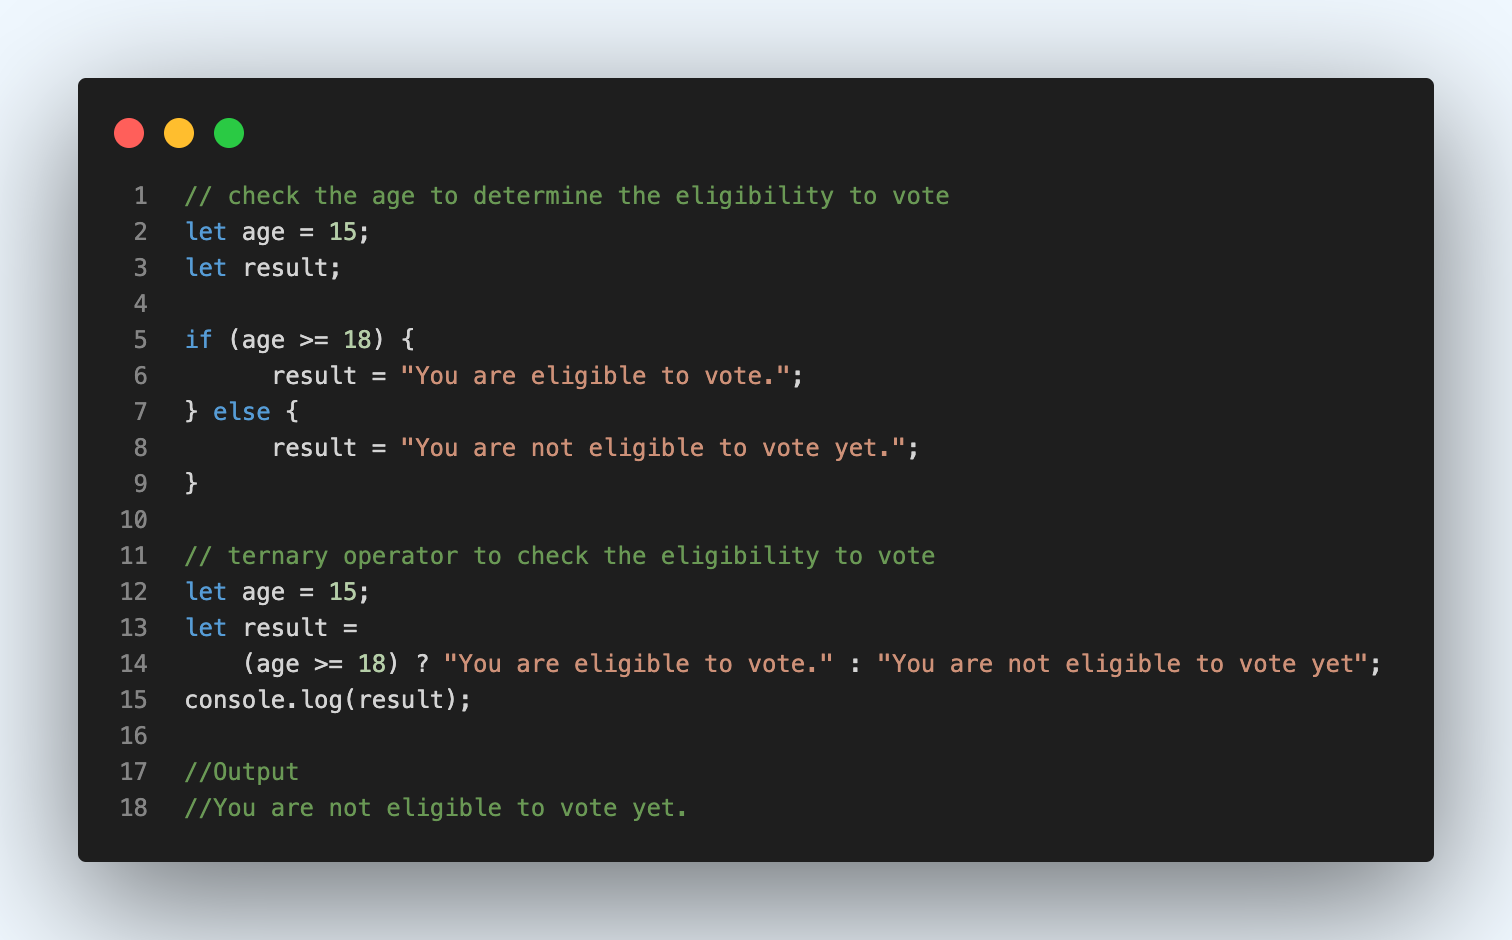 1 // check the age to determine the eligibility to vote
2 let age = 15;
3 let result;
4
5 if (age >= 18) {
6       result = "You are eligible to vote.";
7 } else {
8       result = "You are not eligible to vote yet.";
9 }
10
11 // ternary operator to check the eligibility to vote
12 let age = 15;
13 let result =
14     (age >= 18) ? "You are eligible to vote." : "You are not eligible to vote yet";
15 console.log(result);
16
17 //Output
18 //You are not eligible to vote yet.